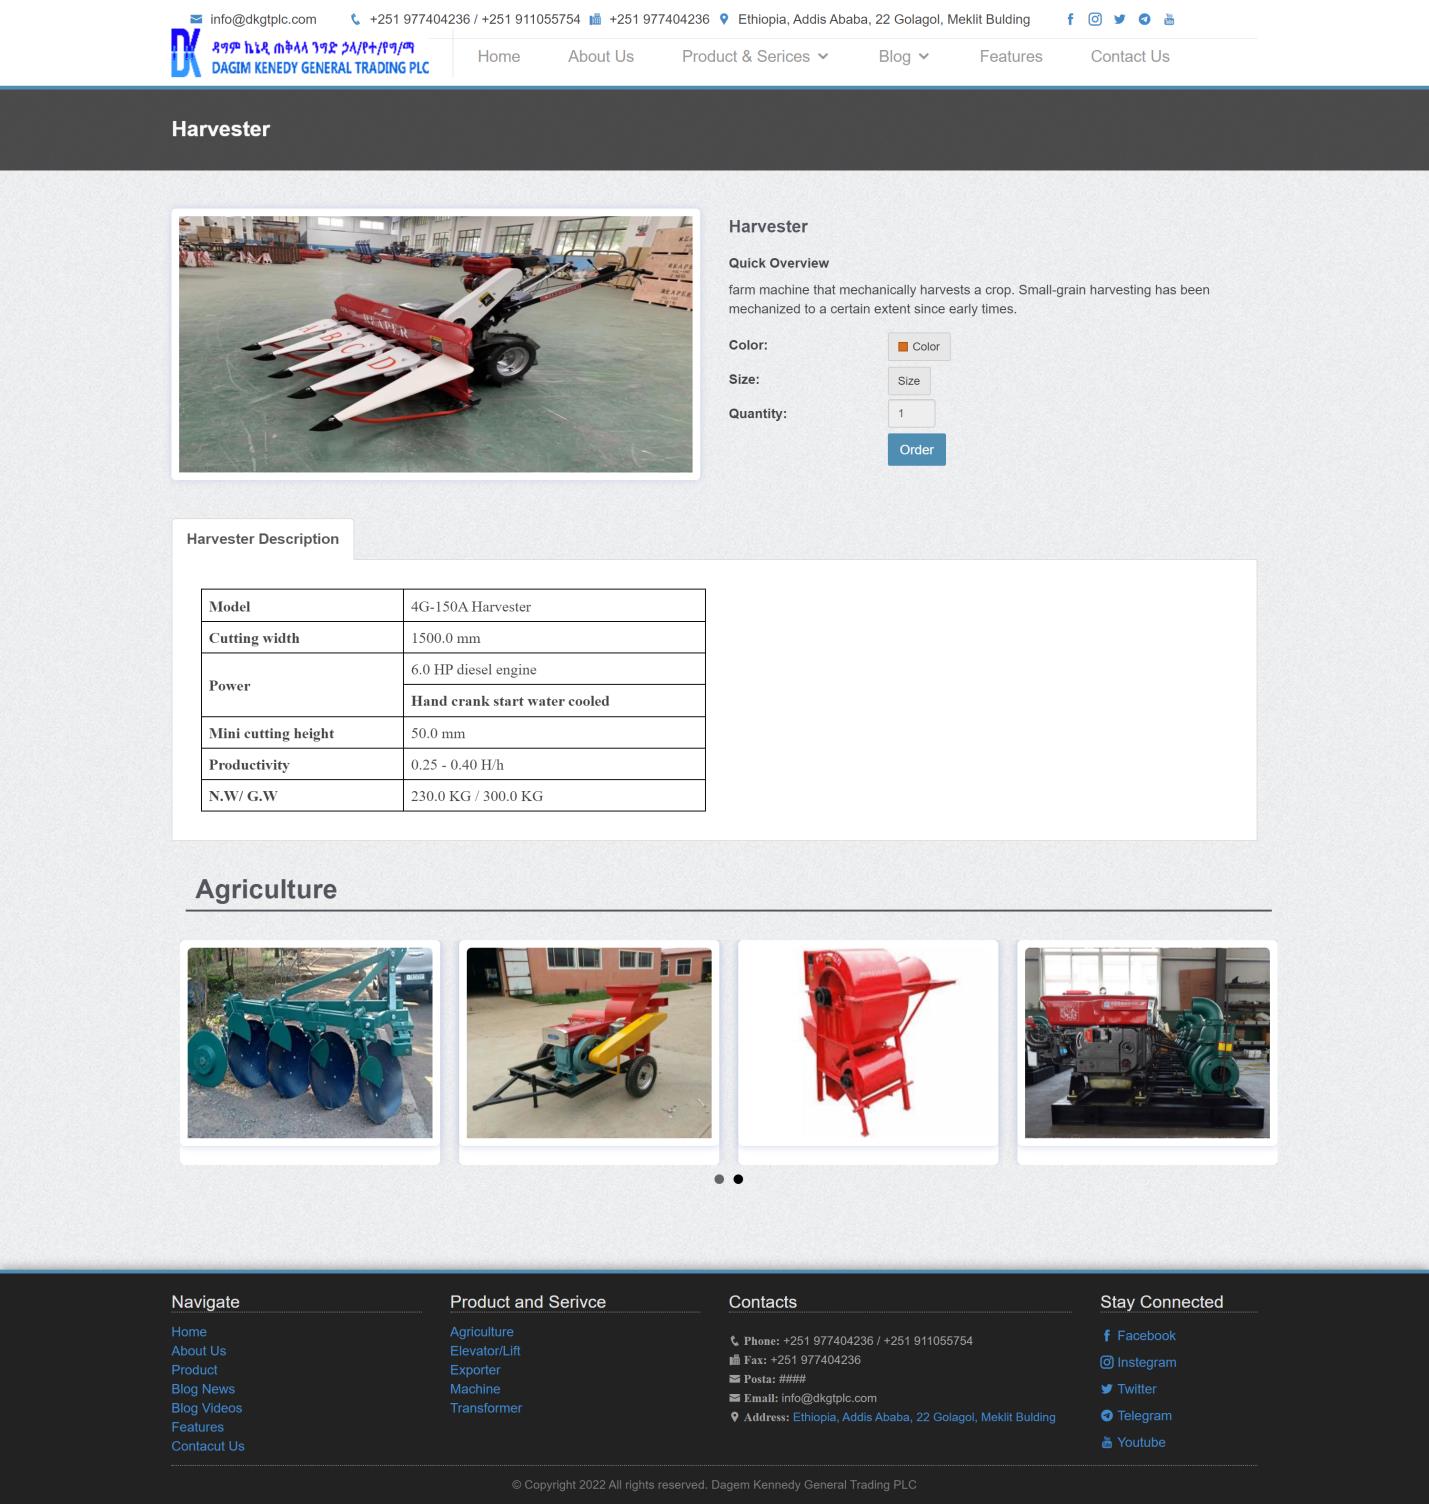 info@dkgtplc.com +251 977404236 / +251 911055754 +251 977404236 Ethiopia, Addis Ababa, 22 Golagol, Meklit Bulding
DK ዳግም ኬኔዲ ጠቅላላ ንግድ ኃላ/የተ/የግ/ማ
DAGIM KENEDY GENERAL TRADING PLC
Home About Us Product & Serices Blog Features Contact Us
Harvester
REAPER
A B C D
Harvester
Quick Overview
farm machine that mechanically harvests a crop. Small-grain harvesting has been
mechanized to a certain extent since early times.
Color: Color
Size: Size
Quantity: 1
Order
Harvester Description
Model 4G-150A Harvester
Cutting width 1500.0 mm
Power 6.0 HP diesel engine
Hand crank start water cooled
Mini cutting height 50.0 mm
Productivity 0.25 - 0.40 H/h
N.W/ G.W 230.0 KG / 300.0 KG
Agriculture
Navigate
Home
About Us
Product
Blog News
Blog Videos
Features
Contacut Us
Product and Serivce
Agriculture
Elevator/Lift
Exporter
Machine
Transformer
Contacts
Phone: +251 977404236 / +251 911055754
Fax: +251 977404236
Posta: ####
Email: info@dkgtplc.com
Address: Ethiopia, Addis Ababa, 22 Golagol, Meklit Bulding
Stay Connected
Facebook
Instegram
Twitter
Telegram
Youtube
© Copyright 2022 All rights reserved. Dagem Kennedy General Trading PLC